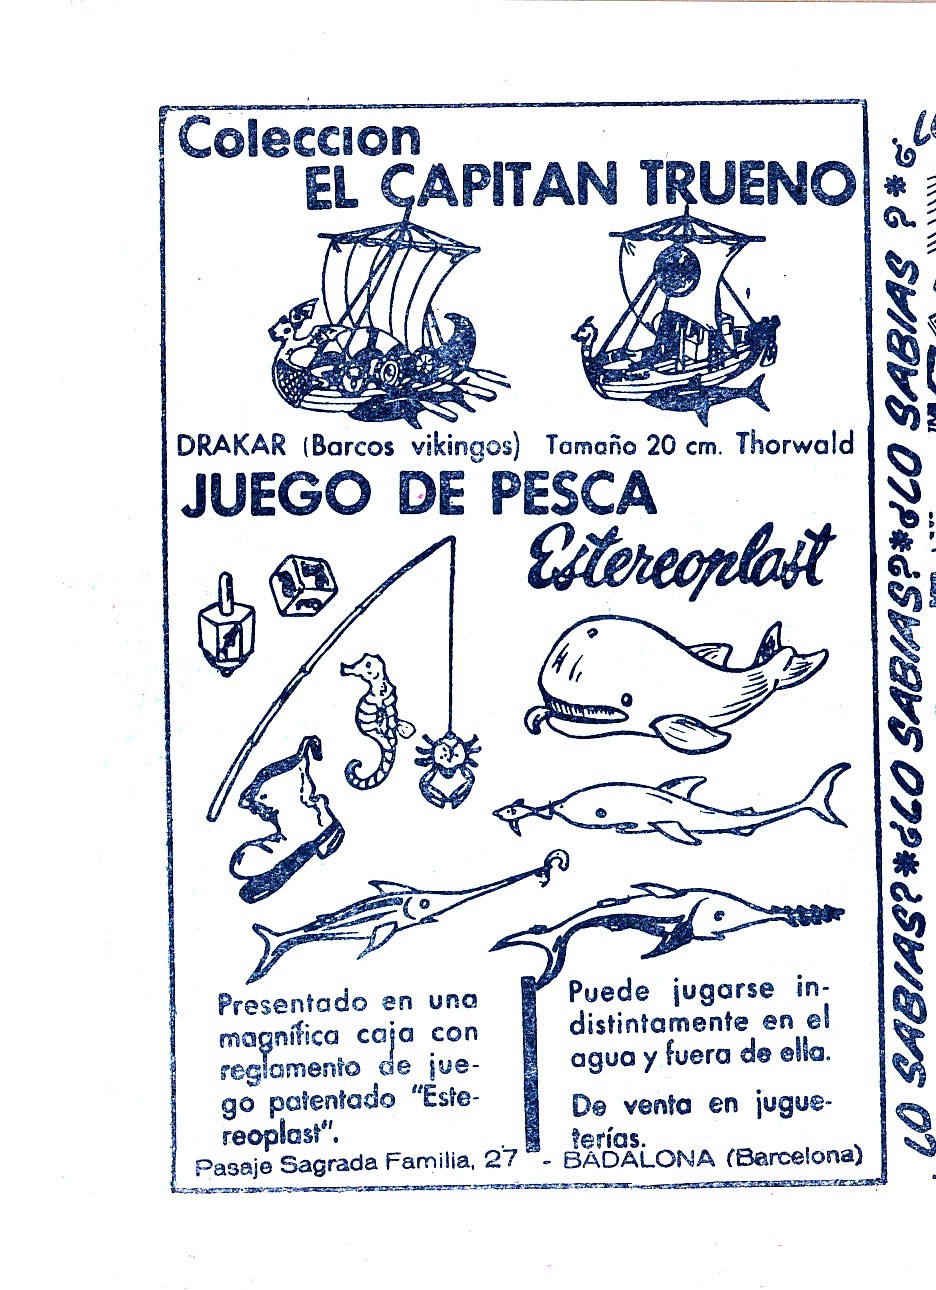 Coleccion
EL CAPITAN TRUENO
DRAKAR (Barcos vikingos) Tamaño 20 cm. Thorwald
JUEGO DE PESCA
Estereoplast
Presentado en una
magnífica caja con
reglamento de jue-
go patentado "Este-
reoplast".
Puede jugarse in-
distintamente en el
agua y fuera de ella.
De venta en jugue-
terías.
Pasaje Sagrada Familia, 27 - BADALONA (Barcelona)
LO SABIAS?*¿LO SABIAS?*¿LO SABIAS?*¿LO SABIAS?*¿